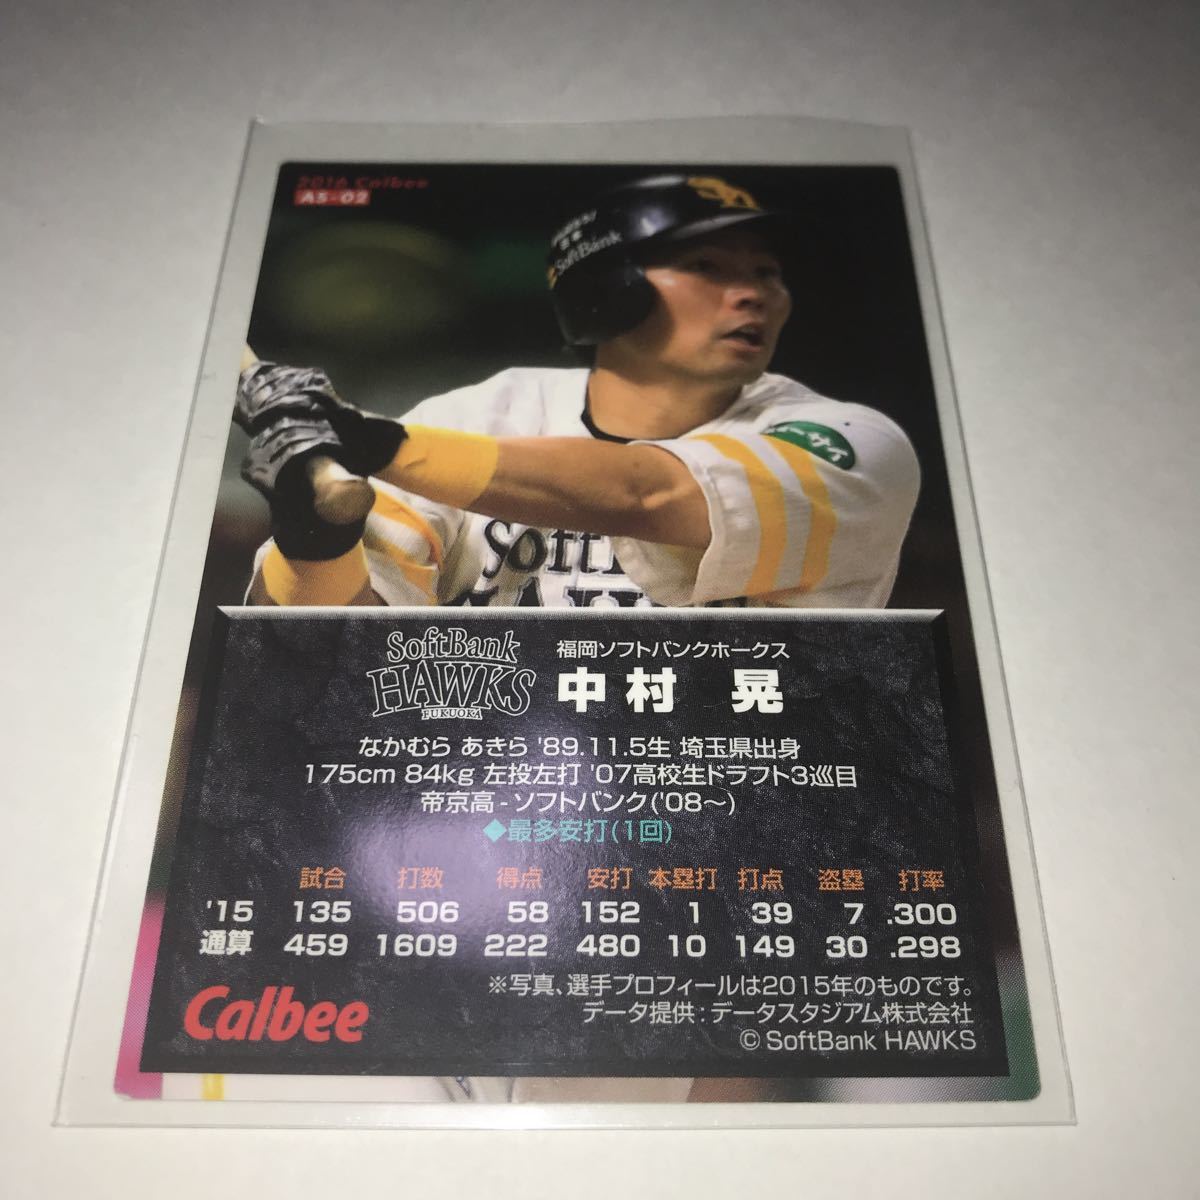 2016 Calbee
AS-02
SoftBank
SoftBank
HAWKS
FUKUOKA
福岡ソフトバンクホークス
中村 晃
なかむら あきら '89.11.5生 埼玉県出身
175cm 84kg 左投左打 '07高校生ドラフト3巡目
帝京高 - ソフトバンク('08～)
◆最多安打(1回)
試合 打数 得点 安打 本塁打 打点 盗塁 打率
'15 135 506 58 152 1 39 7 .300
通算 459 1609 222 480 10 149 30 .298
※写真、選手プロフィールは2015年のものです。
データ提供:データスタジアム株式会社
© SoftBank HAWKS
Calbee